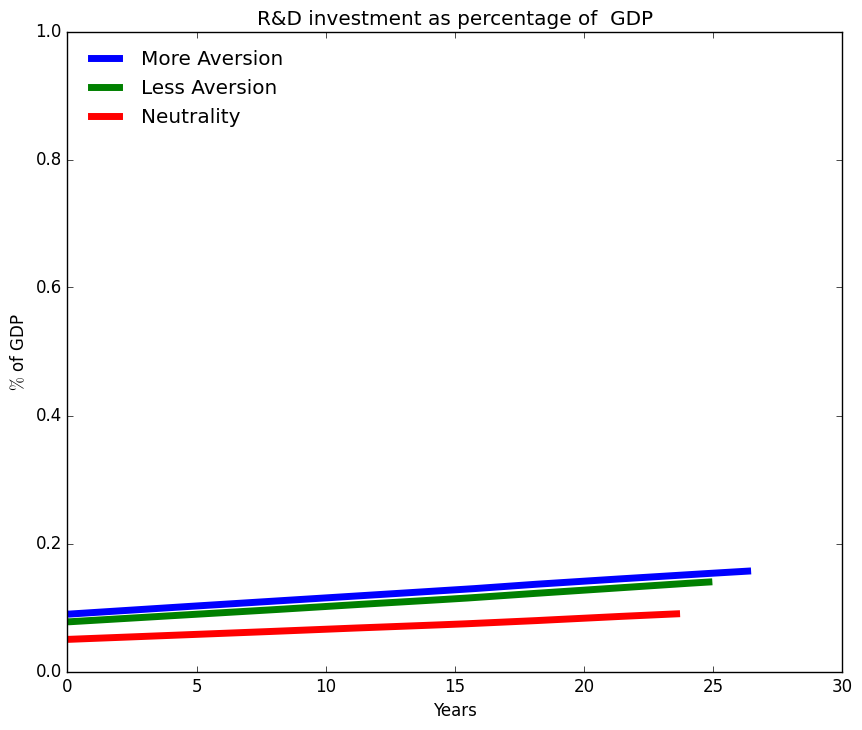 R&D investment as percentage of  GDP
1.0
More Aversion
Less Aversion
Neutrality
0.8
0.6
% of GDP
0.4
0.2
0.0
0 5 10 15 20 25 30
Years